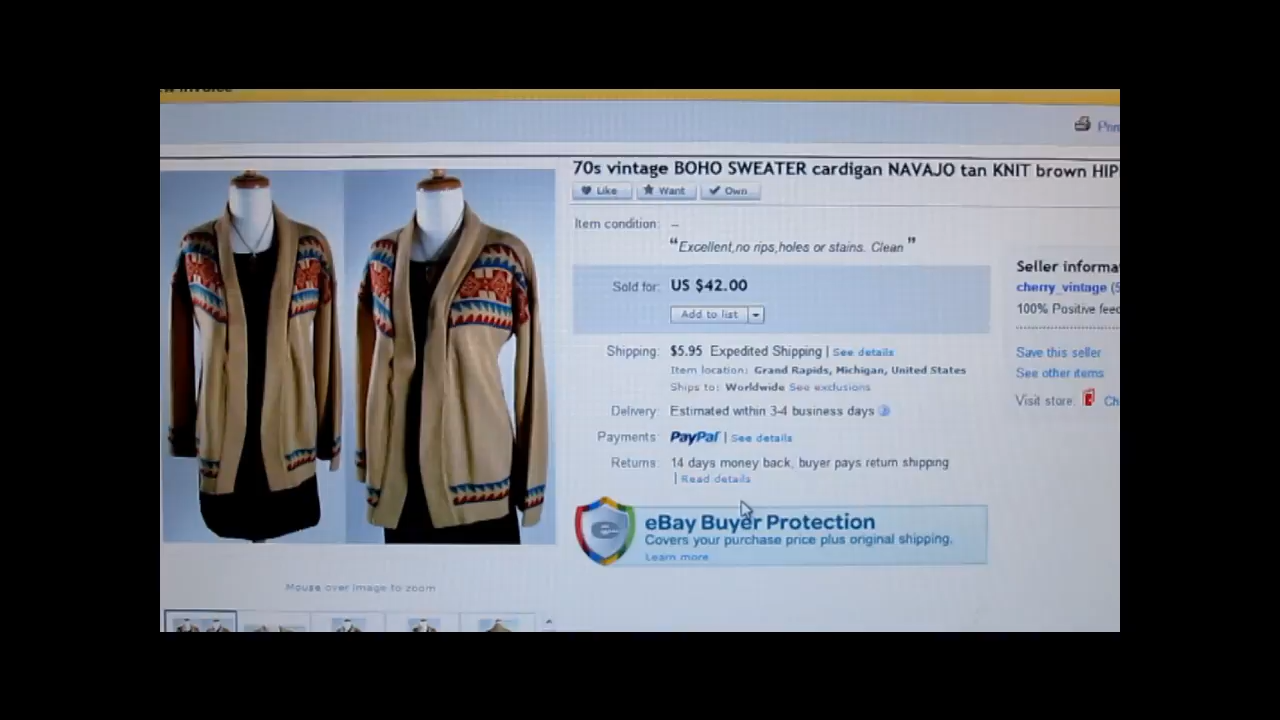 Invoice
70s vintage BOHO SWEATER cardigan NAVAJO tan KNIT brown HIP
Like
Want
Own
Item condition: --
“Excellent,no rips,holes or stains. Clean”
Sold for: US $42.00
Add to list
Shipping: $5.95 Expedited Shipping | See details
Item location: Grand Rapids, Michigan, United States
Ships to: Worldwide See exclusions
Delivery: Estimated within 3-4 business days
Payments: PayPal | See details
Returns: 14 days money back, buyer pays return shipping
| Read details
e
eBay Buyer Protection
Covers your purchase price plus original shipping.
Learn more
Seller informa
cherry_vintage (5
100% Positive feed
Save this seller
See other items
Visit store: Ch
Mouse over image to zoom